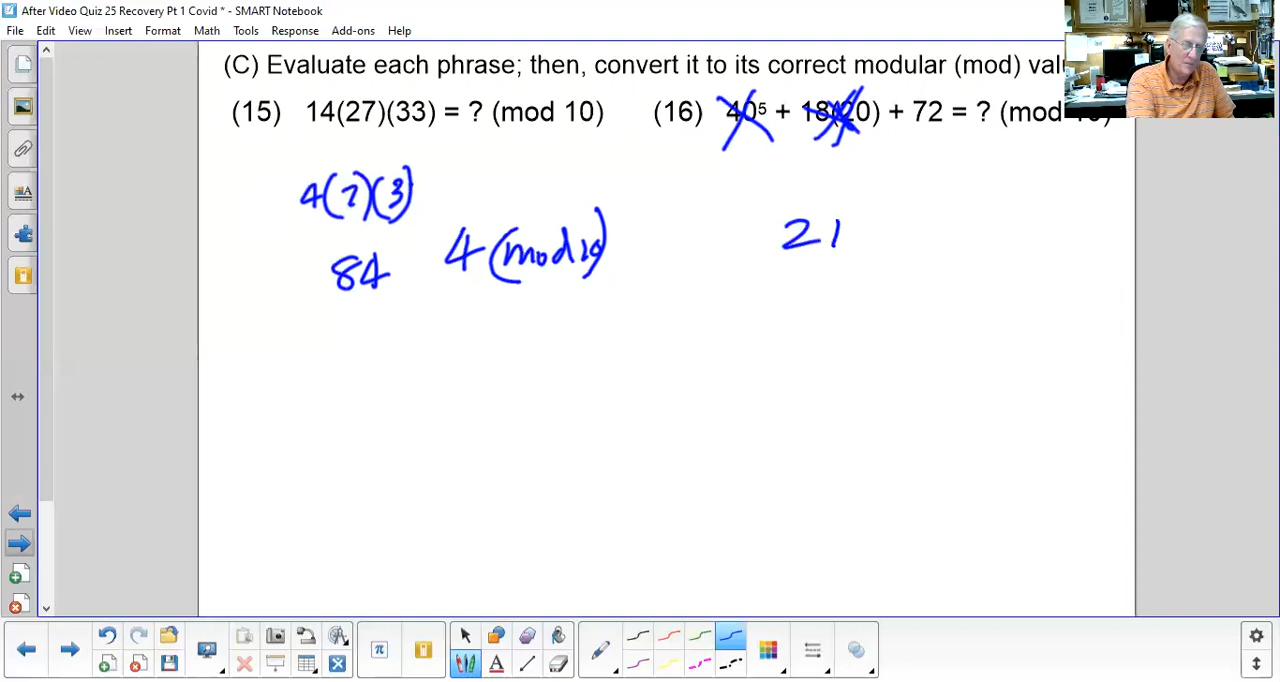 After Video Quiz 25 Recovery Pt 1 Covid * - SMART Notebook
File Edit View Insert Format Math Tools Response Add-ons Help
(C) Evaluate each phrase; then, convert it to its correct modular (mod)
(15) 14(27)(33) = ? (mod 10) (16) 40⁵ + 18(20) + 72 = ? (mod
4(7)(3)
84 4 (mod 10)
2